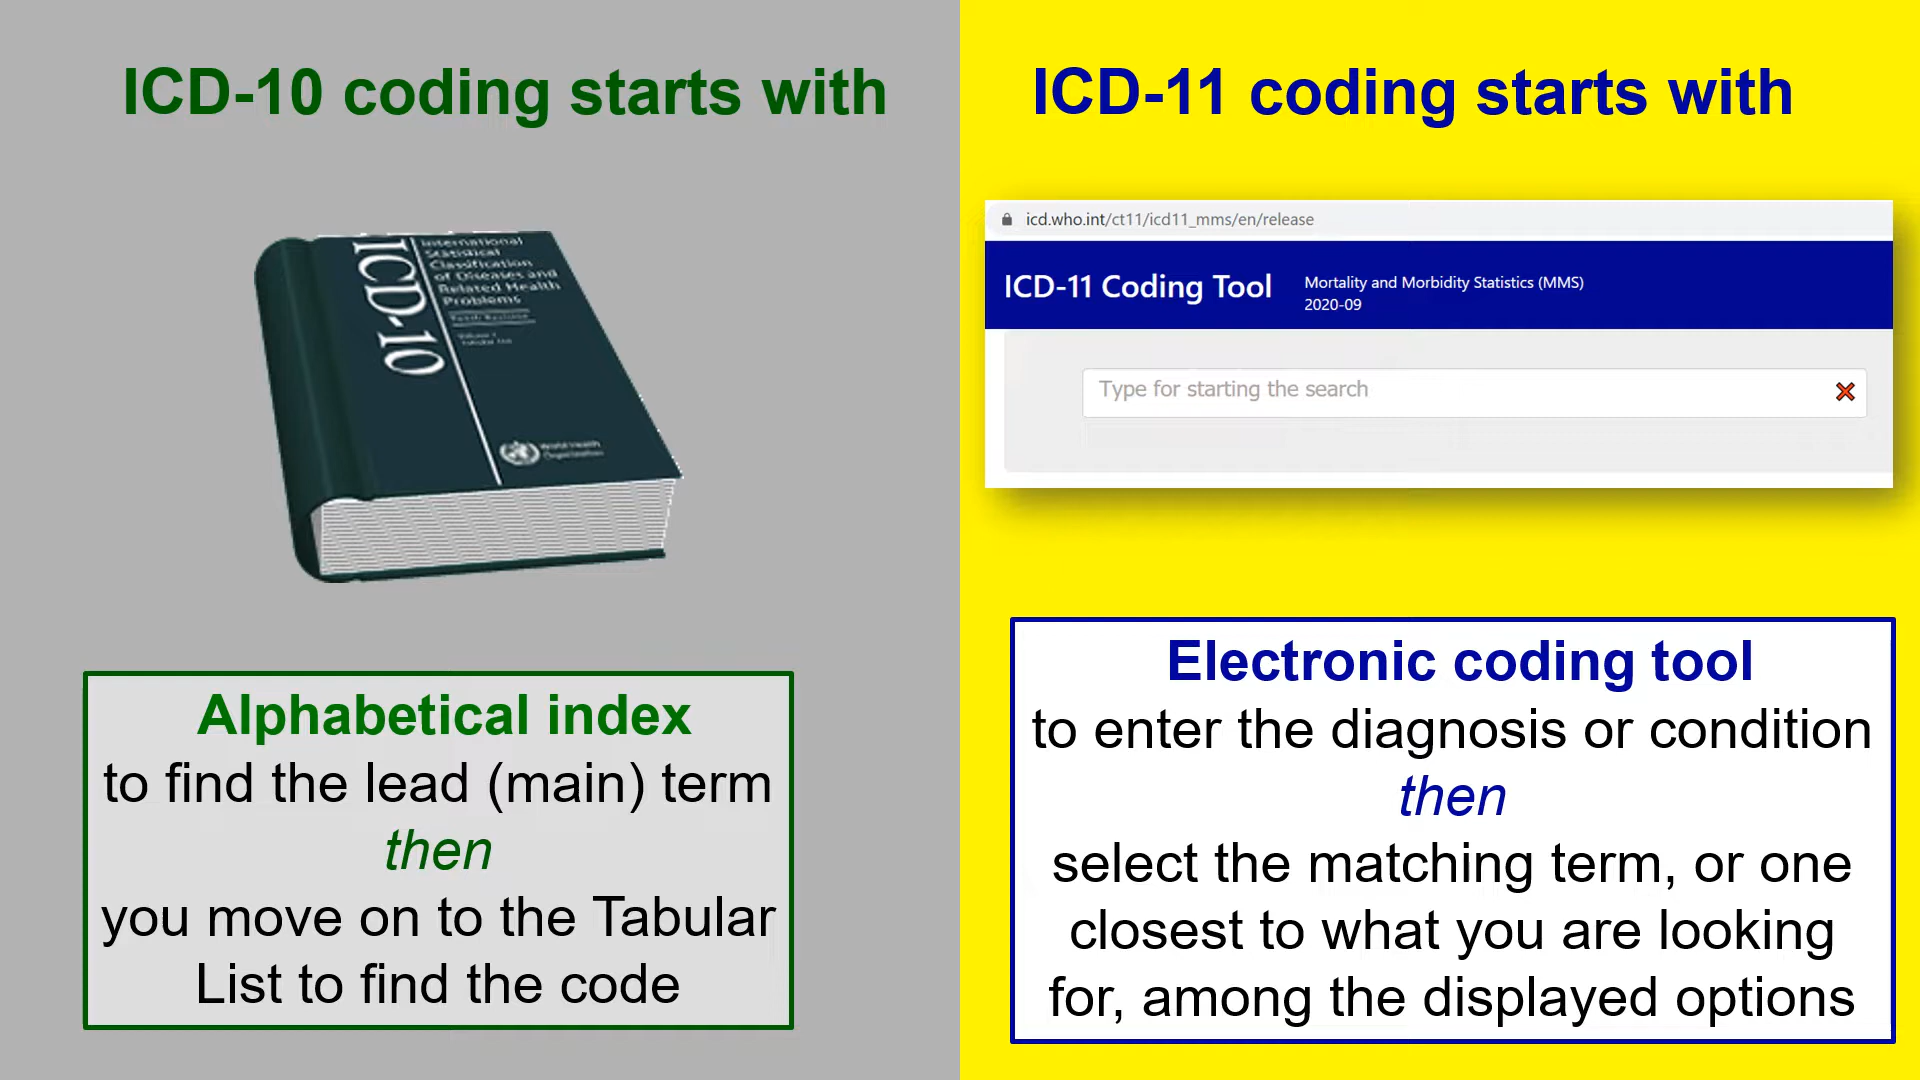 ICD-10 coding starts with
ICD-10
International
Statistical
Classification
of Diseases and
Related Health
Problems
Tenth Revision
Volume 1
Tabular list
World Health
Organization
Alphabetical index
to find the lead (main) term
then
you move on to the Tabular
List to find the code
ICD-11 coding starts with
icd.who.int/ct11/icd11_mms/en/release
ICD-11 Coding Tool
Mortality and Morbidity Statistics (MMS)
2020-09
Type for starting the search
Electronic coding tool
to enter the diagnosis or condition
then
select the matching term, or one
closest to what you are looking
for, among the displayed options